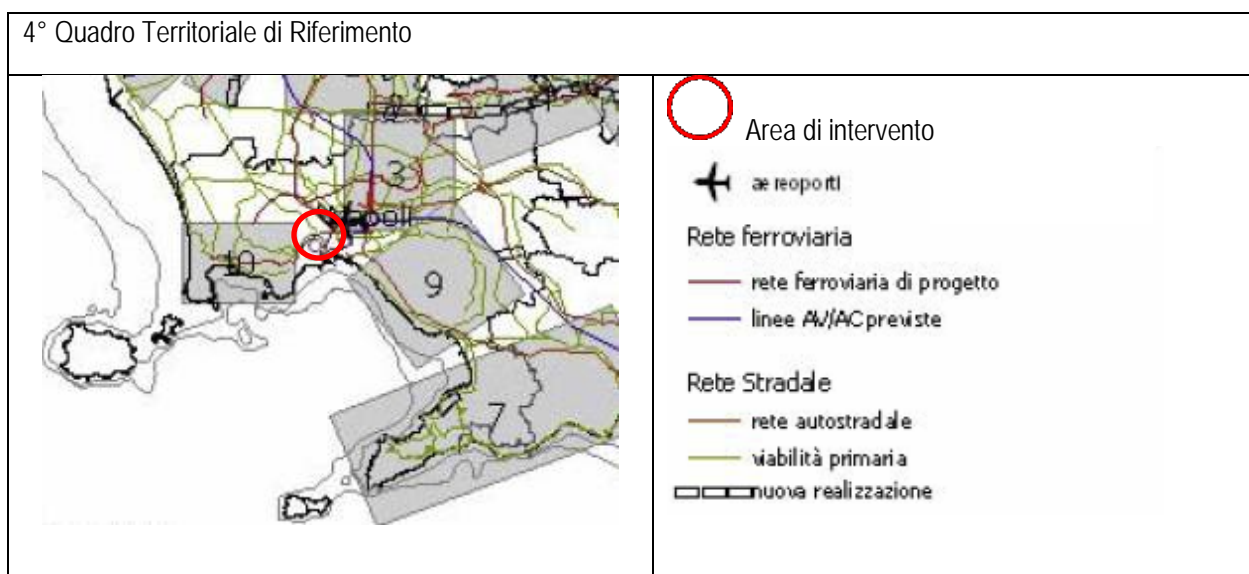 4° Quadro Territoriale di Riferimento
3
10
9
7
Area di intervento
aereoporti
Rete ferroviaria
rete ferroviaria di progetto
linee AV/AC previste
Rete Stradale
rete autostradale
viabilità primaria
nuova realizzazione